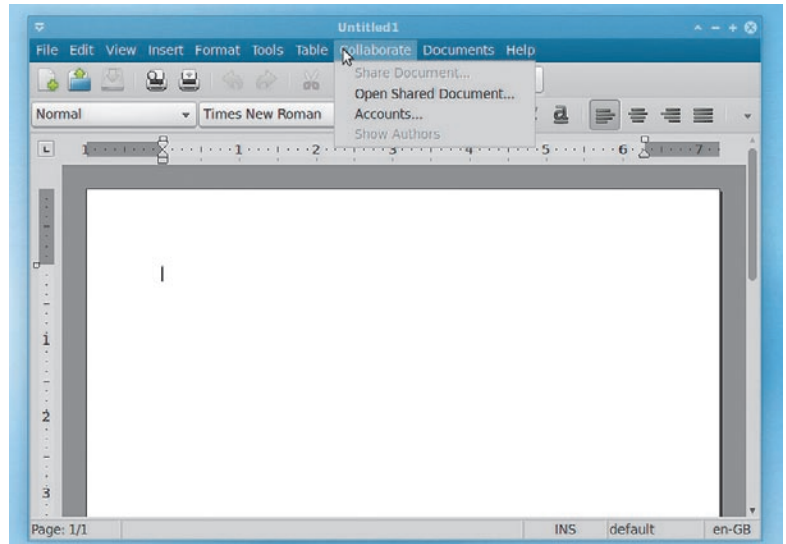 Untitled1
File Edit View Insert Format Tools Table Collaborate Documents Help
Share Document...
Open Shared Document...
Normal Times New Roman a
Accounts...
Show Authors
L 1 1 2 3 4 5 6 7
1
2
3
Page: 1/1 INS default en-GB